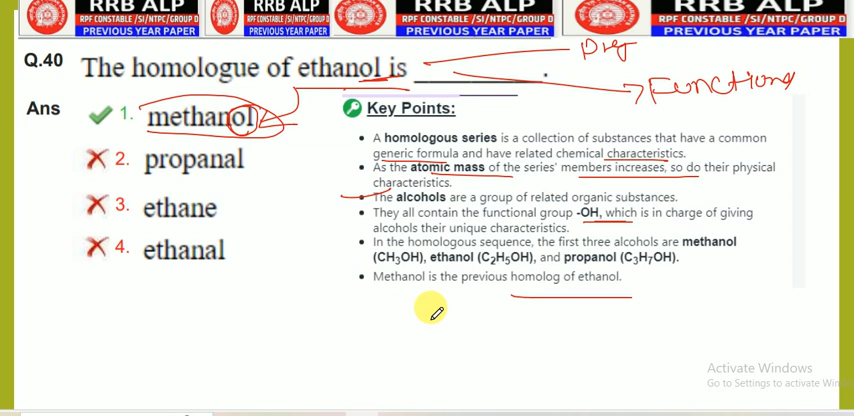 RRB ALP RRB ALP RRB ALP RRB ALP
RPF CONSTABLE /SI/NTPC/GROUP D RPF CONSTABLE /SI/NTPC/GROUP D RPF CONSTABLE /SI/NTPC/GROUP D RPF CONSTABLE /SI/NTPC/GROUP D
PREVIOUS YEAR PAPER PREVIOUS YEAR PAPER PREVIOUS YEAR PAPER PREVIOUS YEAR PAPER
Q.40 The homologue of ethanol is ___________.
Functions
Ans 1. methanol
2. propanal
3. ethane
4. ethanal
Key Points:
• A homologous series is a collection of substances that have a common
generic formula and have related chemical characteristics.
• As the atomic mass of the series' members increases, so do their physical
characteristics.
• The alcohols are a group of related organic substances.
• They all contain the functional group -OH, which is in charge of giving
alcohols their unique characteristics.
• In the homologous sequence, the first three alcohols are methanol
(CH3OH), ethanol (C2H5OH), and propanol (C3H7OH).
• Methanol is the previous homolog of ethanol.
Activate Windows
Go to Settings to activate Win